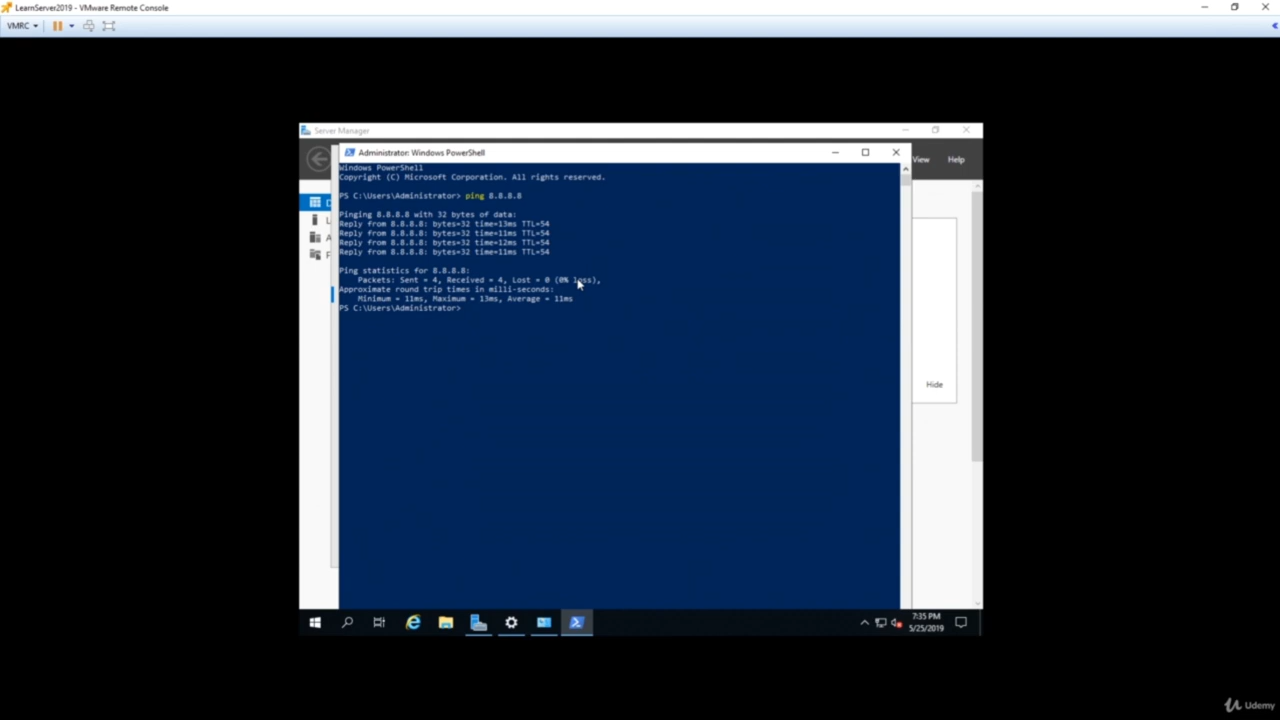 LearnServer2019 - VMware Remote Console
VMRC
Server Manager
Administrator: Windows PowerShell
View
Help
Windows PowerShell
Copyright (C) Microsoft Corporation. All rights reserved.
PS C:\Users\Administrator> ping 8.8.8.8
Pinging 8.8.8.8 with 32 bytes of data:
Reply from 8.8.8.8: bytes=32 time=13ms TTL=54
Reply from 8.8.8.8: bytes=32 time=11ms TTL=54
Reply from 8.8.8.8: bytes=32 time=12ms TTL=54
Reply from 8.8.8.8: bytes=32 time=11ms TTL=54
Ping statistics for 8.8.8.8:
Packets: Sent = 4, Received = 4, Lost = 0 (0% loss),
Approximate round trip times in milli-seconds:
Minimum = 11ms, Maximum = 13ms, Average = 11ms
PS C:\Users\Administrator>
Hide
7:35 PM
5/25/2019
Udemy